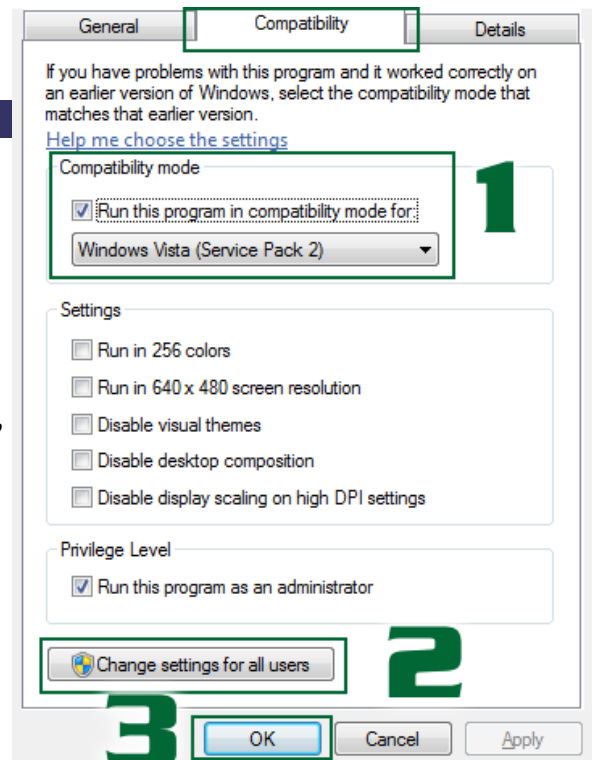 General Compatibility Details
If you have problems with this program and it worked correctly on
an earlier version of Windows, select the compatibility mode that
matches that earlier version.
Help me choose the settings
Compatibility mode
1
Run this program in compatibility mode for:
Windows Vista (Service Pack 2)
Settings
Run in 256 colors
Run in 640 x 480 screen resolution
Disable visual themes
,
Disable desktop composition
Disable display scaling on high DPI settings
Privilege Level
Run this program as an administrator
Change settings for all users 2
3 OK Cancel Apply